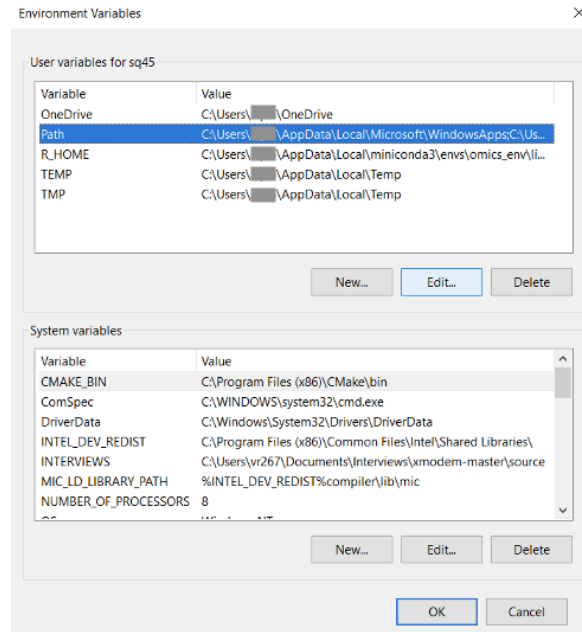 Environment Variables
User variables for sq45
Variable Value
OneDrive C:\Users\ \OneDrive
Path C:\Users\ \AppData\Local\Microsoft\WindowsApps;C:\Us...
R_HOME C:\Users\ \AppData\Local\miniconda3\envs\omics_env\li...
TEMP C:\Users\ \AppData\Local\Temp
TMP C:\Users\ \AppData\Local\Temp
New... Edit... Delete
System variables
Variable Value
CMAKE_BIN C:\Program Files (x86)\CMake\bin
ComSpec C:\WINDOWS\system32\cmd.exe
DriverData C:\Windows\System32\Drivers\DriverData
INTEL_DEV_REDIST C:\Program Files (x86)\Common Files\Intel\Shared Libraries\
INTERVIEWS C:\Users\vr267\Documents\Interviews\xmodem-master\source
MIC_LD_LIBRARY_PATH %INTEL_DEV_REDIST%compiler\lib\mic
NUMBER_OF_PROCESSORS 8
New... Edit... Delete
OK Cancel